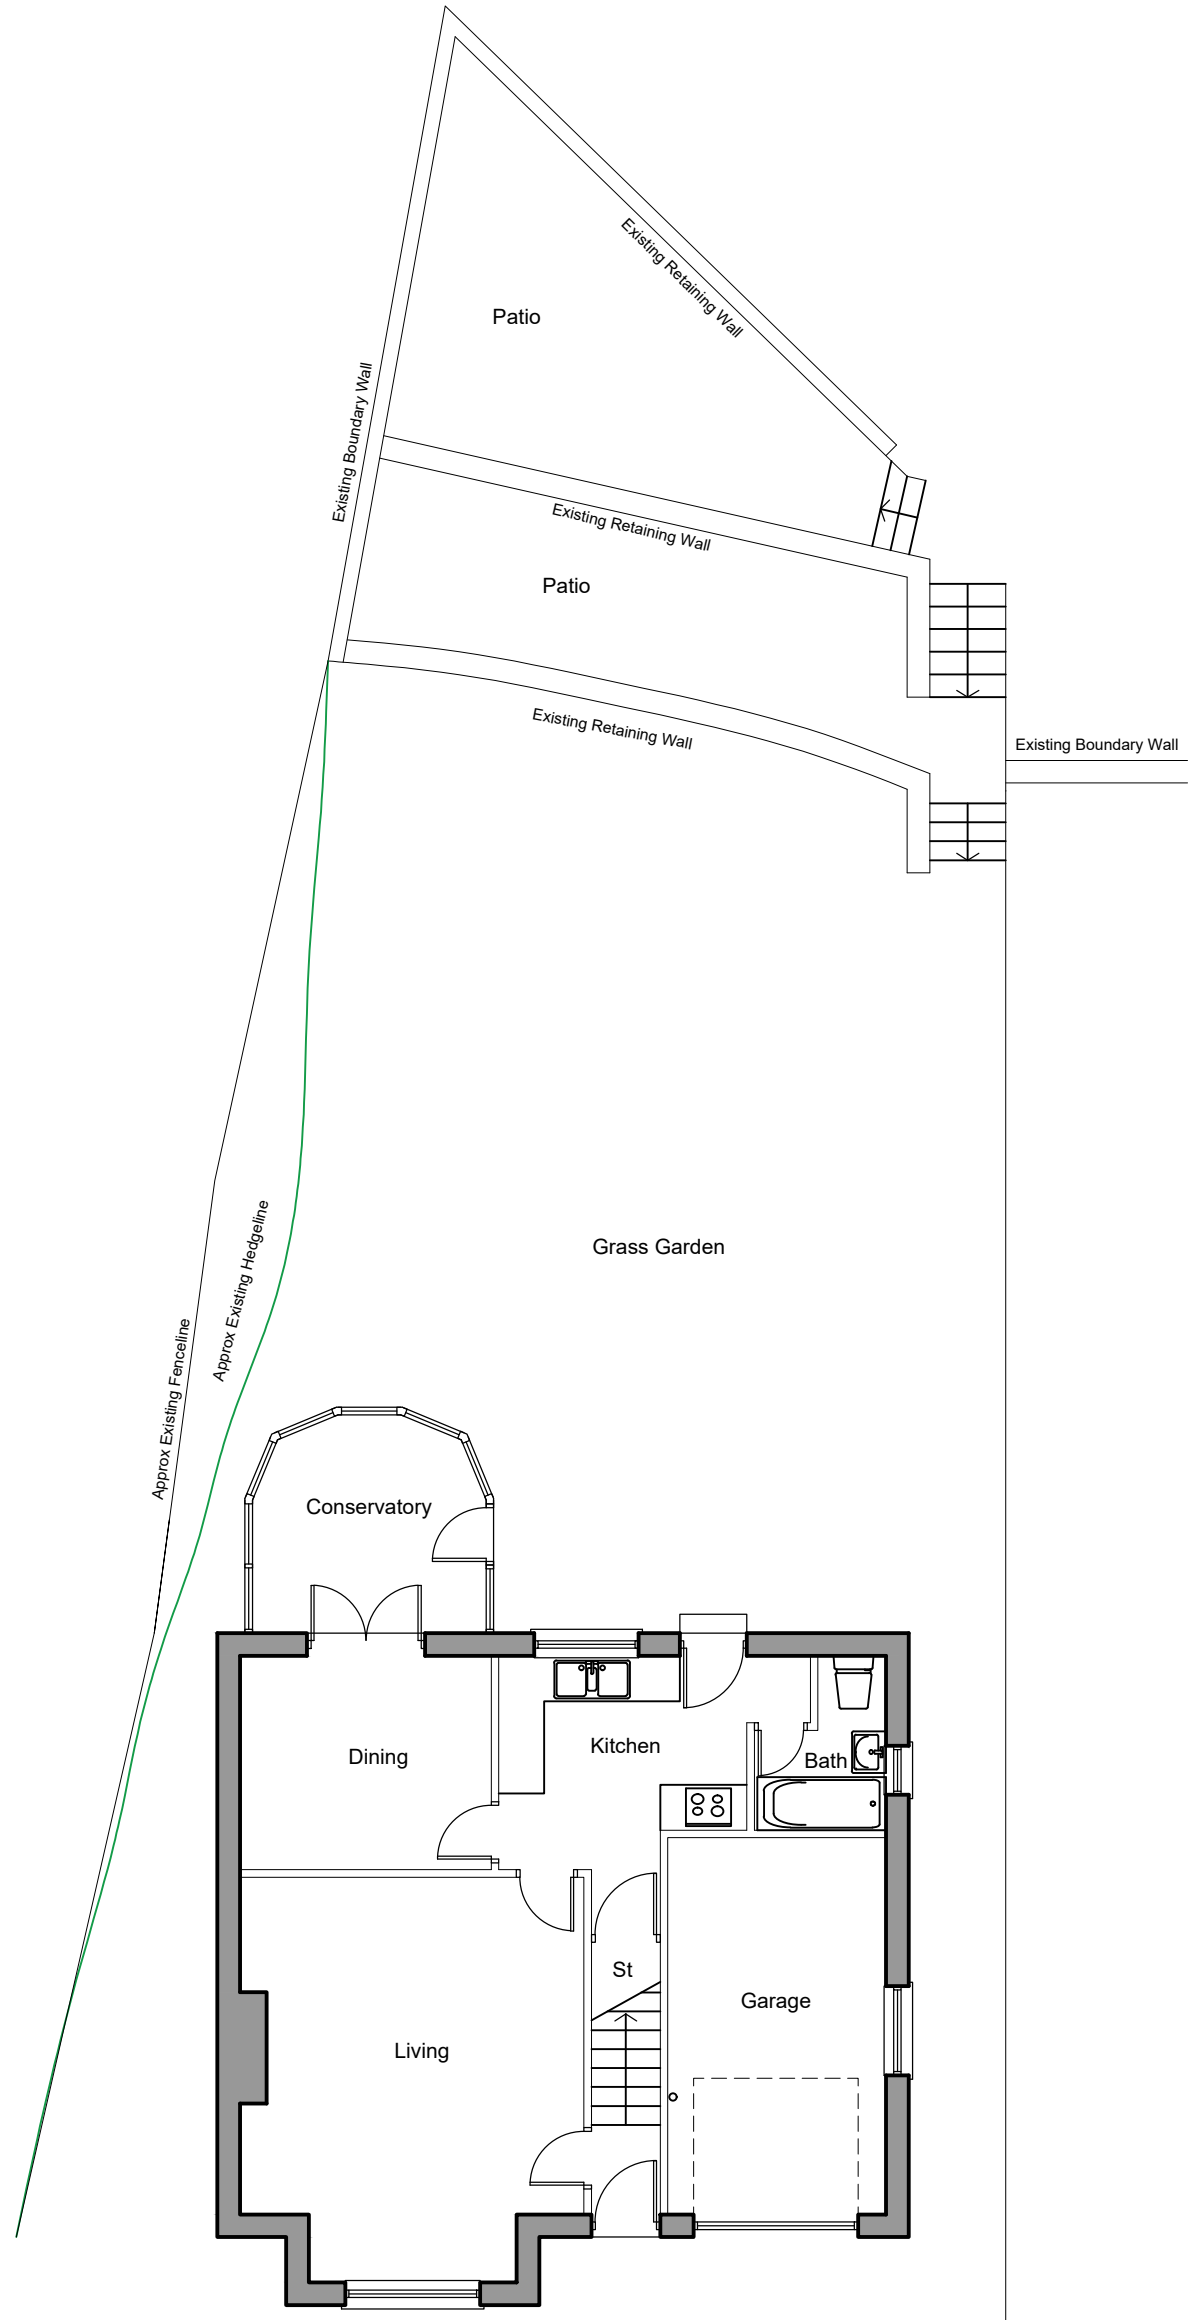 Existing Retaining Wall
Patio
Existing Boundary Wall
Existing Retaining Wall
Patio
Existing Retaining Wall
Existing Boundary Wall
Grass Garden
Approx Existing Hedgeline
Approx Existing Fenceline
Conservatory
Kitchen
Dining
Bath
St
Garage
Living